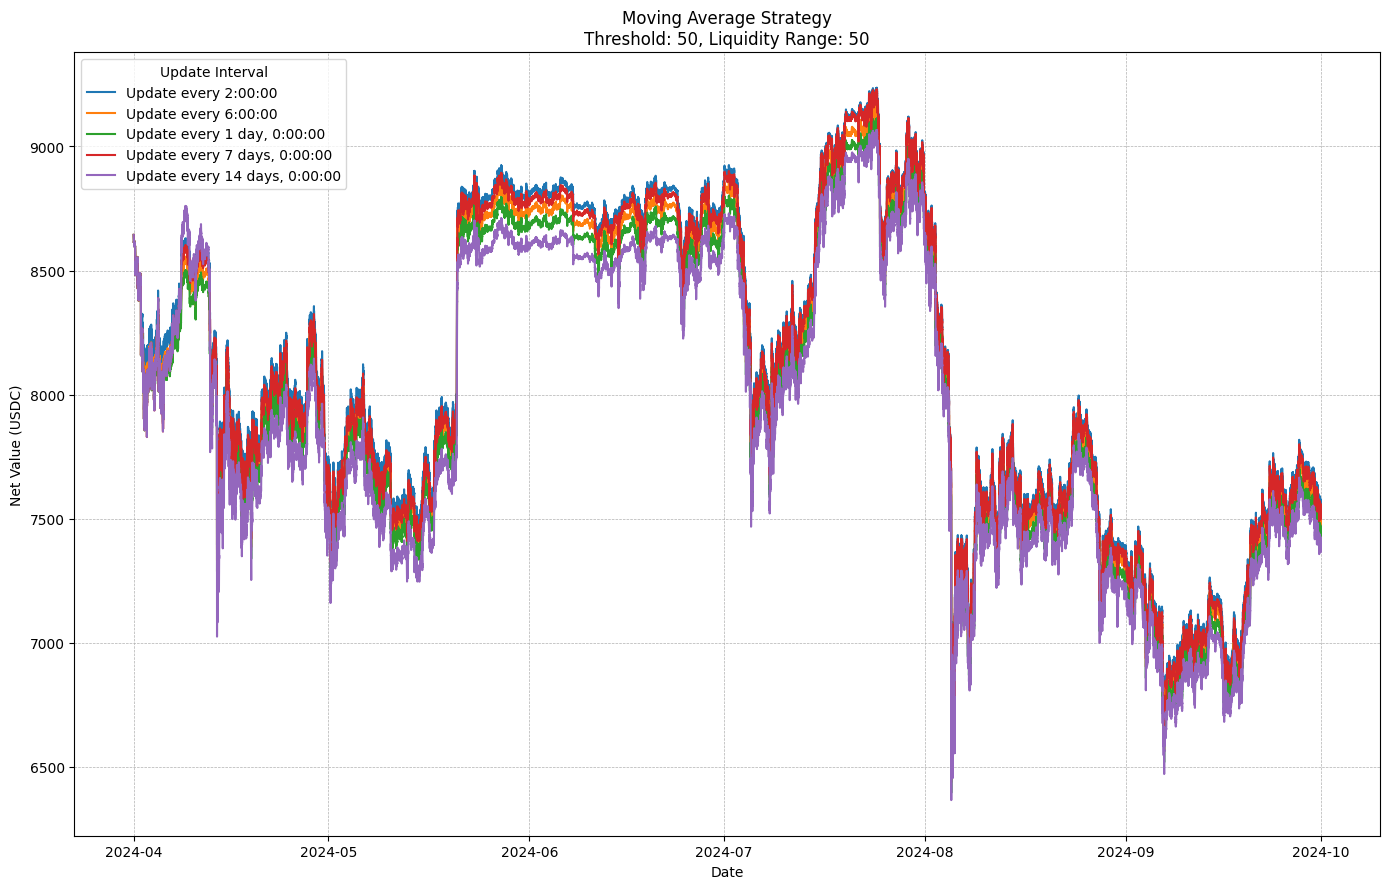 Moving Average Strategy
Threshold: 50, Liquidity Range: 50
Update Interval
Update every 2:00:00
Update every 6:00:00
Update every 1 day, 0:00:00
Update every 7 days, 0:00:00
Update every 14 days, 0:00:00
Net Value (USDC)
9000
8500
8000
7500
7000
6500
2024-04
2024-05
2024-06
2024-07
2024-08
2024-09
2024-10
Date